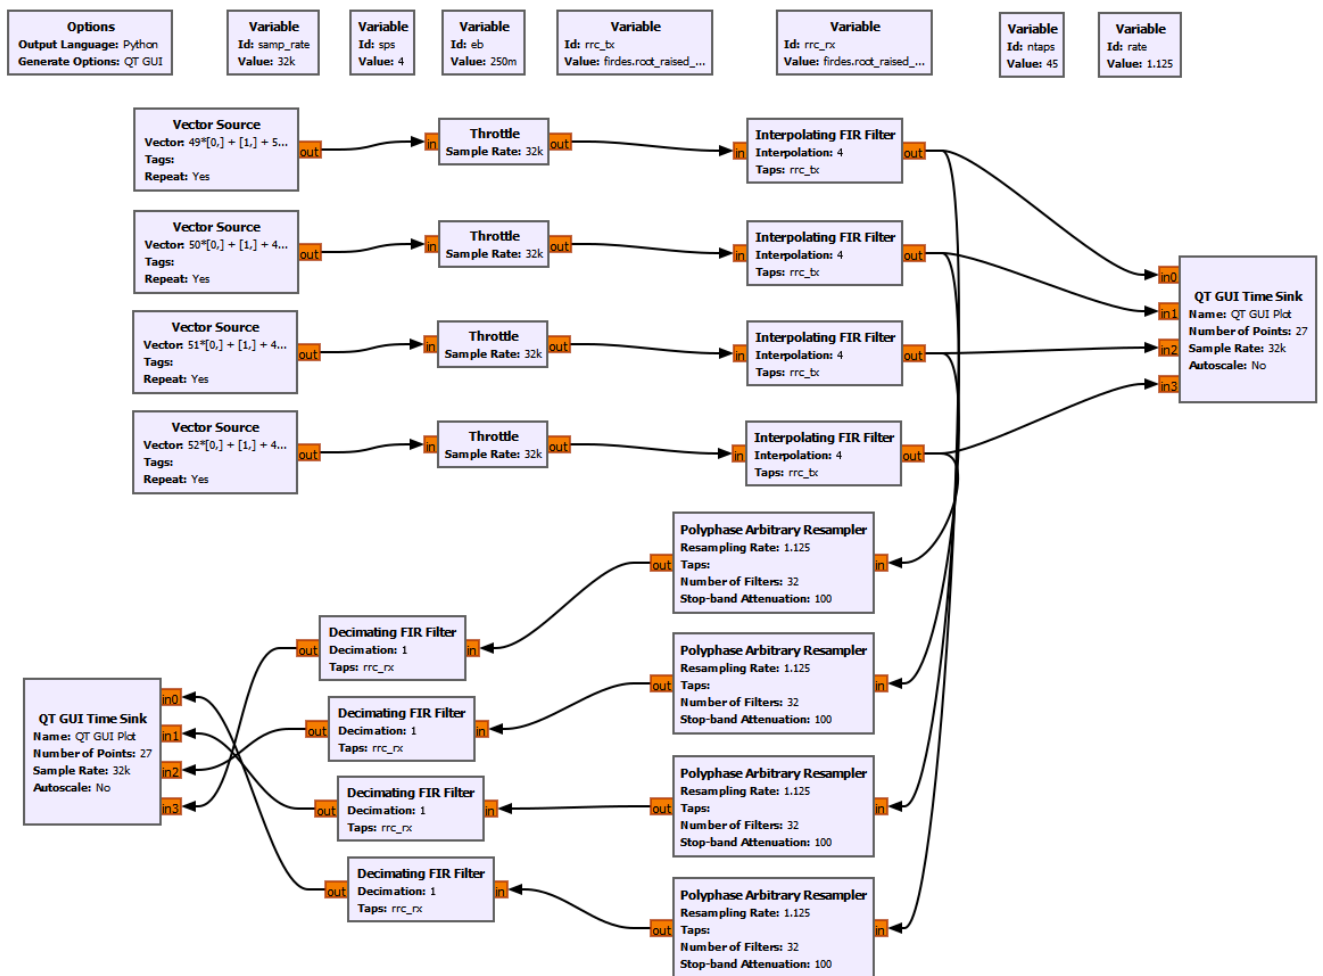 Options
Output Language: Python
Generate Options: QT GUI
Variable
Id: samp_rate
Value: 32k
Variable
Id: sps
Value: 4
Variable
Id: eb
Value: 250m
Variable
Id: rrc_tx
Value: firdes.root_raised_...
Variable
Id: rrc_rx
Value: firdes.root_raised_...
Variable
Id: ntaps
Value: 45
Variable
Id: rate
Value: 1.125
Vector Source
Vector: 49*[0,] + [1,] + 5...
Tags:
Repeat: Yes
out
in
Throttle
Sample Rate: 32k
out
in
Interpolating FIR Filter
Interpolation: 4
Taps: rrc_tx
out
Vector Source
Vector: 50*[0,] + [1,] + 4...
Tags:
Repeat: Yes
out
in
Throttle
Sample Rate: 32k
out
in
Interpolating FIR Filter
Interpolation: 4
Taps: rrc_tx
out
Vector Source
Vector: 51*[0,] + [1,] + 4...
Tags:
Repeat: Yes
out
in
Throttle
Sample Rate: 32k
out
in
Interpolating FIR Filter
Interpolation: 4
Taps: rrc_tx
out
Vector Source
Vector: 52*[0,] + [1,] + 4...
Tags:
Repeat: Yes
out
in
Throttle
Sample Rate: 32k
out
in
Interpolating FIR Filter
Interpolation: 4
Taps: rrc_tx
out
in0
in1
in2
in3
QT GUI Time Sink
Name: QT GUI Plot
Number of Points: 27
Sample Rate: 32k
Autoscale: No
Polyphase Arbitrary Resampler
Resampling Rate: 1.125
Taps:
Number of Filters: 32
Stop-band Attenuation: 100
out
in
Decimating FIR Filter
Decimation: 1
Taps: rrc_rx
out
in
Polyphase Arbitrary Resampler
Resampling Rate: 1.125
Taps:
Number of Filters: 32
Stop-band Attenuation: 100
out
in
Decimating FIR Filter
Decimation: 1
Taps: rrc_rx
out
in
Polyphase Arbitrary Resampler
Resampling Rate: 1.125
Taps:
Number of Filters: 32
Stop-band Attenuation: 100
out
in
Decimating FIR Filter
Decimation: 1
Taps: rrc_rx
out
in
Polyphase Arbitrary Resampler
Resampling Rate: 1.125
Taps:
Number of Filters: 32
Stop-band Attenuation: 100
out
in
Decimating FIR Filter
Decimation: 1
Taps: rrc_rx
out
in
QT GUI Time Sink
Name: QT GUI Plot
Number of Points: 27
Sample Rate: 32k
Autoscale: No
in0
in1
in2
in3